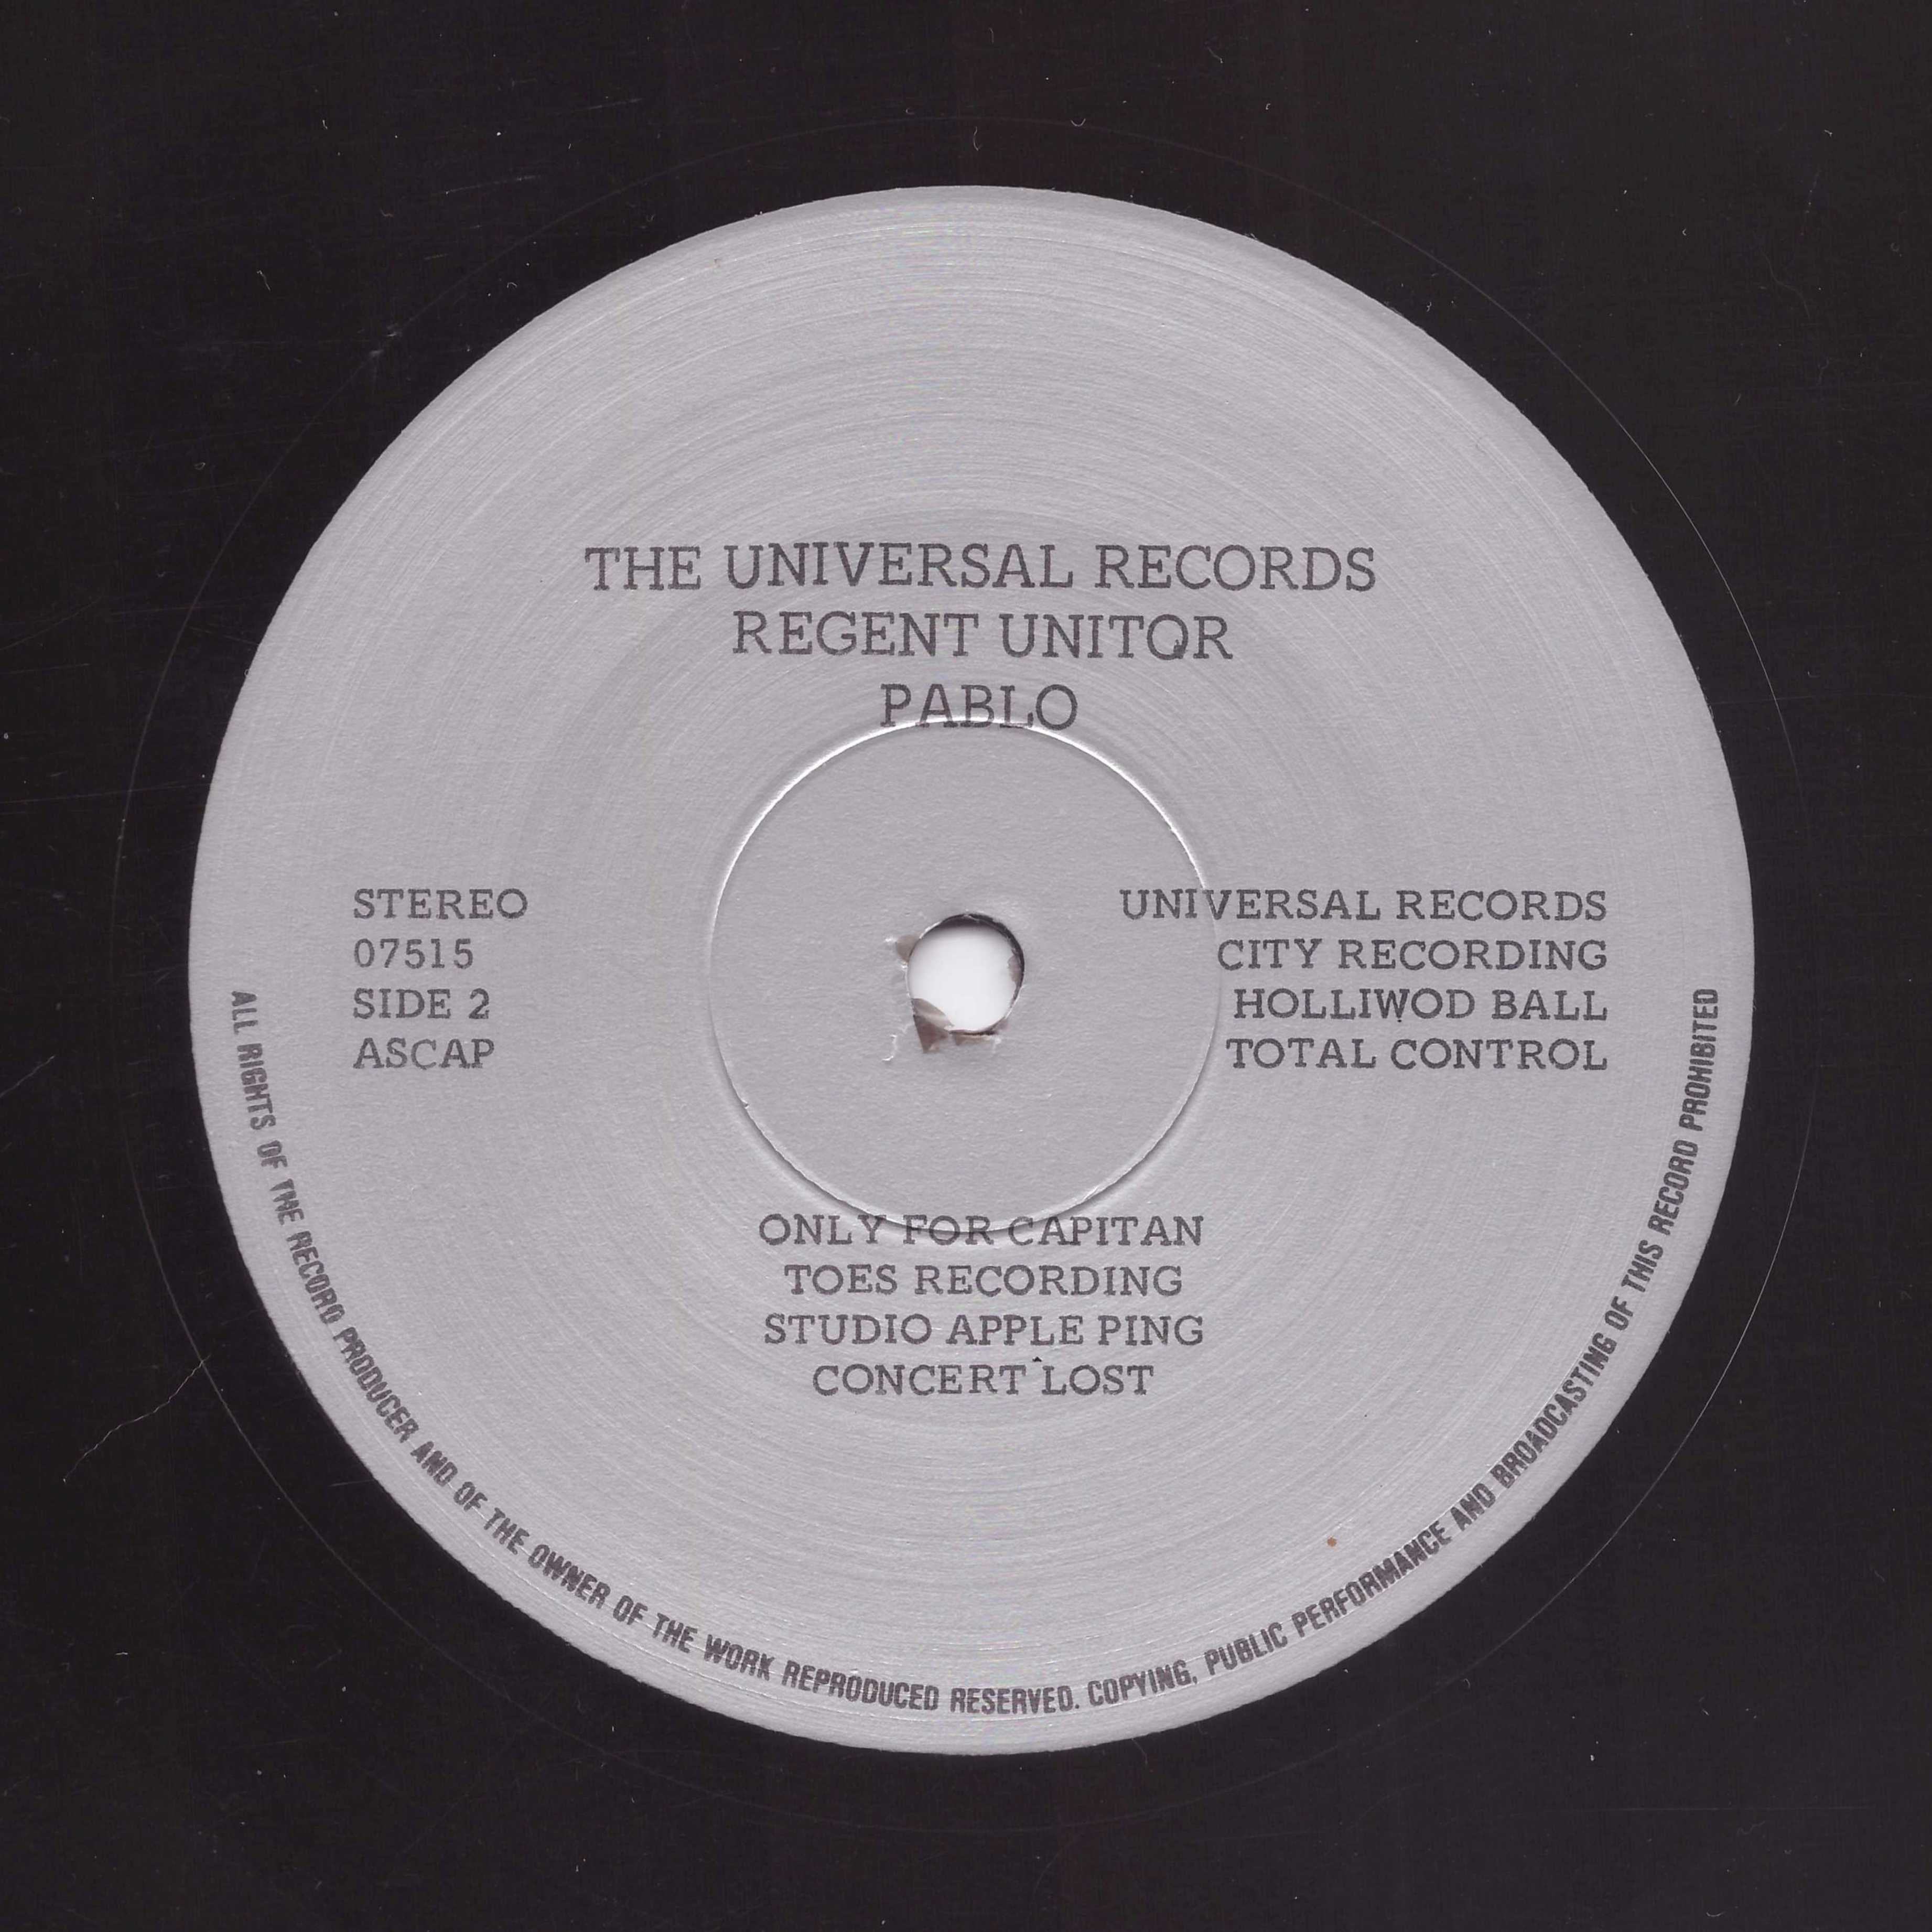 THE UNIVERSAL RECORDS
REGENT UNITOR
PABLO
STEREO
07515
SIDE 2
ASCAP
UNIVERSAL RECORDS
CITY RECORDING
HOLLIWOD BALL
TOTAL CONTROL
ONLY FOR CAPITAN
TOES RECORDING
STUDIO APPLE PING
CONCERT LOST
ALL RIGHTS OF THE RECORD PRODUCER AND OF THE OWNER OF THE WORK REPRODUCED RESERVED. COPYING, PUBLIC PERFORMANCE AND BROADCASTING OF THIS RECORD PROHIBITED